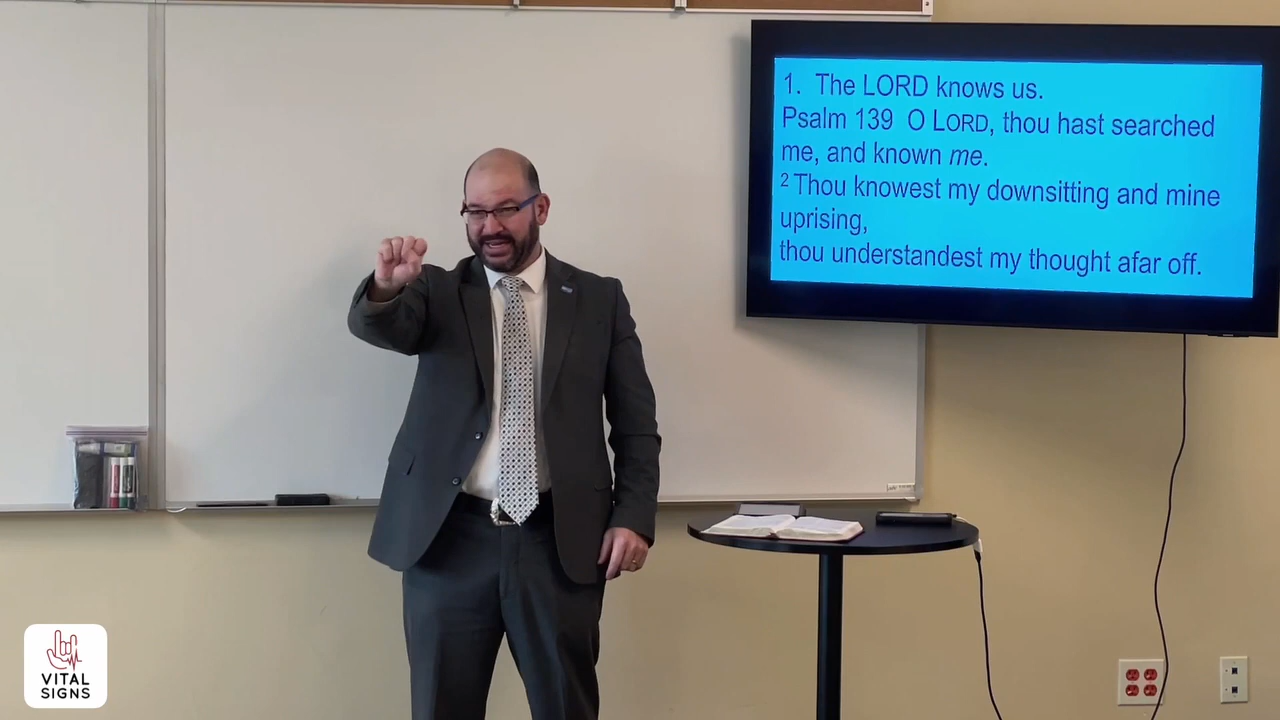 1. The LORD knows us.
Psalm 139 O LORD, thou hast searched
me, and known me.
2 Thou knowest my downsitting and mine
uprising,
thou understandest my thought afar off.
VITAL
SIGNS